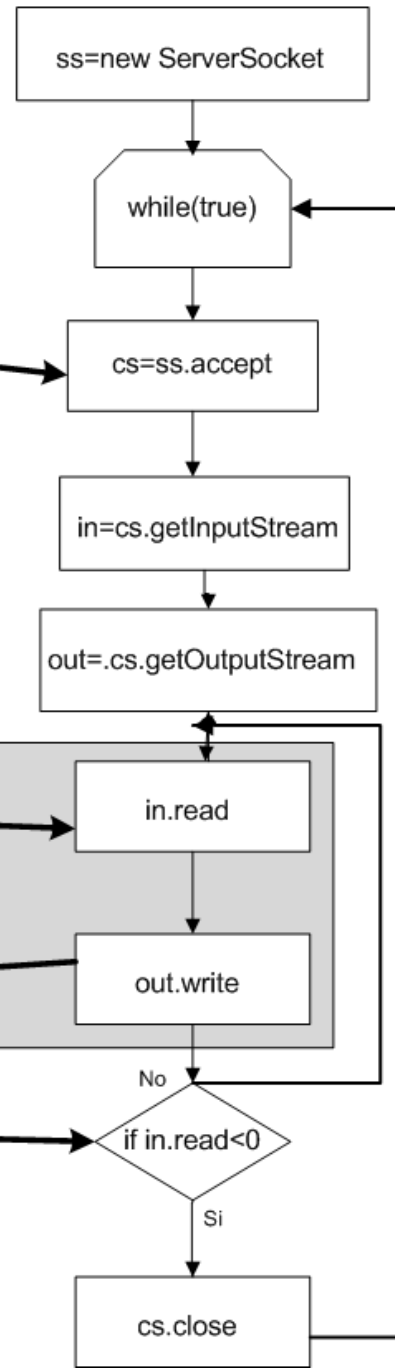 ss=new ServerSocket
while(true)
cs=ss.accept
in=cs.getInputStream
out=.cs.getOutputStream
in.read
out.write
No
if in.read<0
Si
cs.close